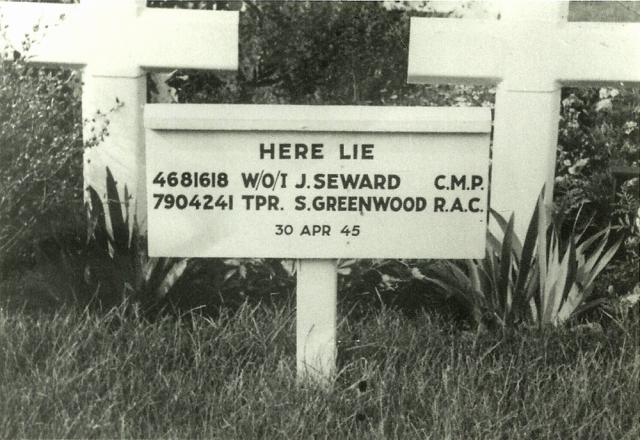 HERE LIE
4681618 W/O/I J.SEWARD C.M.P.
7904241 TPR. S.GREENWOOD R.A.C.
30 APR 45